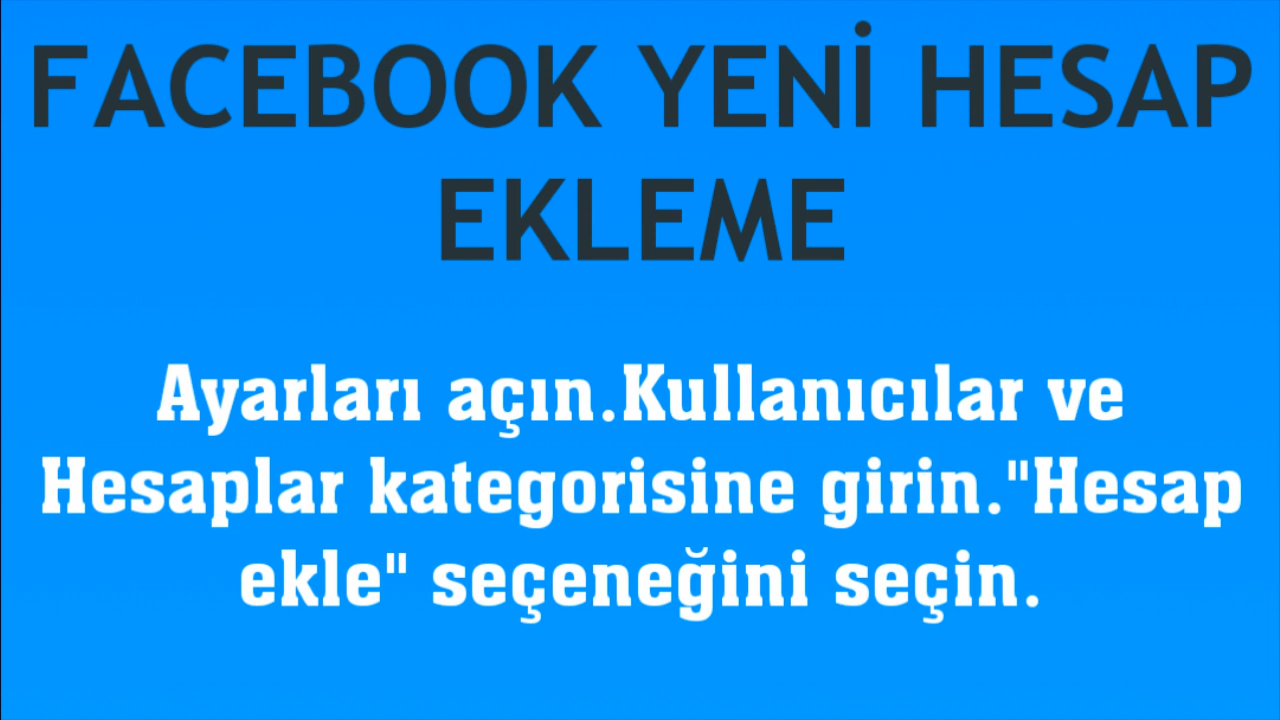 FACEBOOK YENİ HESAP
EKLEME
Ayarları açın.Kullanıcılar ve
Hesaplar kategorisine girin."Hesap
ekle" seçeneğini seçin.